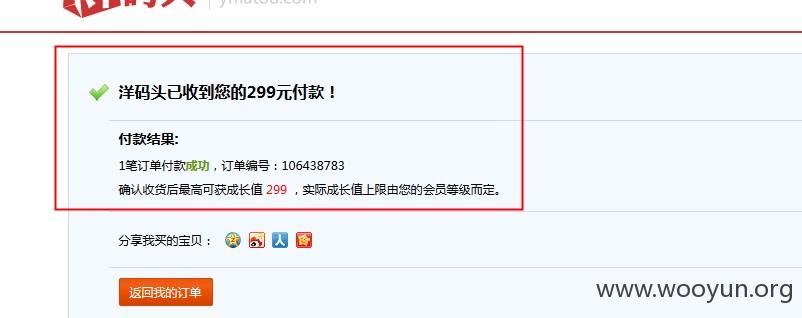 ymatou.com
洋码头已收到您的299元付款！
付款结果:
1笔订单付款成功，订单编号：106438783
确认收货后最高可获成长值 299 ，实际成长值上限由您的会员等级而定。
分享我买的宝贝：
返回我的订单
www.wooyun.org